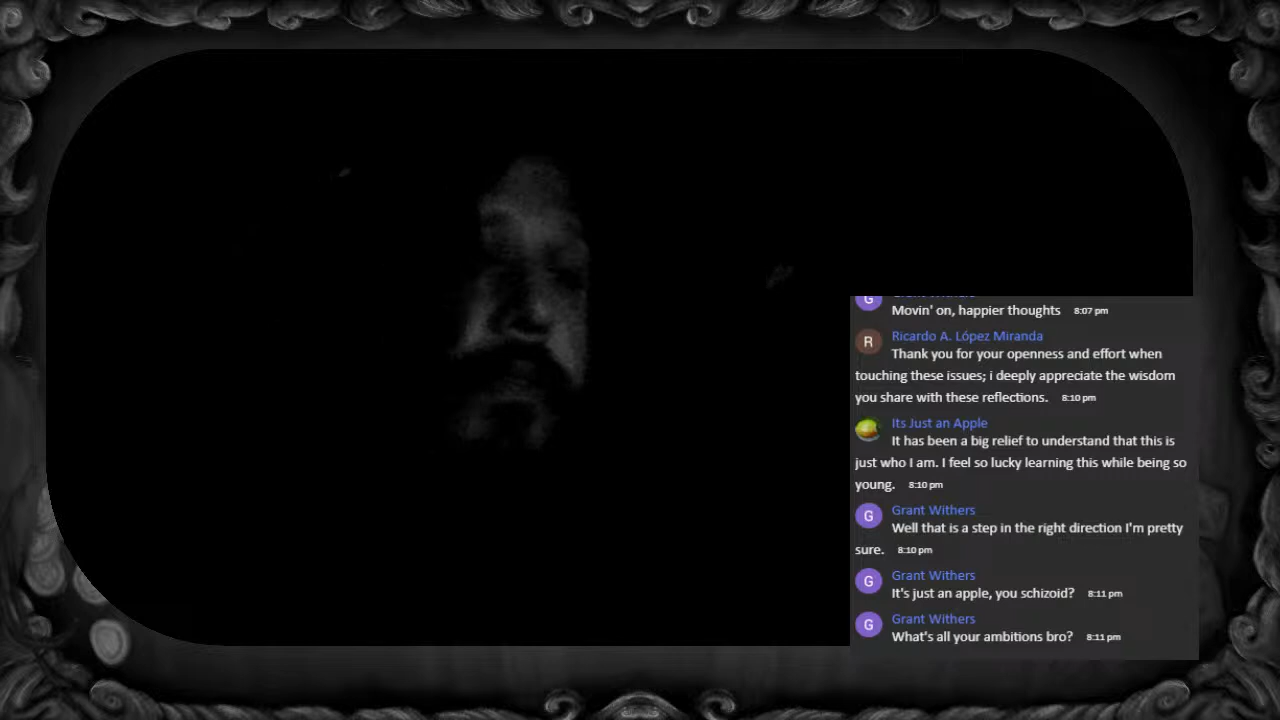 G
Movin' on, happier thoughts 8:07 pm
R Ricardo A. López Miranda
Thank you for your openness and effort when
touching these issues; i deeply appreciate the wisdom
you share with these reflections. 8:10 pm
Its Just an Apple
It has been a big relief to understand that this is
just who I am. I feel so lucky learning this while being so
young. 8:10 pm
G Grant Withers
Well that is a step in the right direction I'm pretty
sure. 8:10 pm
G Grant Withers
It's just an apple, you schizoid? 8:11 pm
G Grant Withers
What's all your ambitions bro? 8:11 pm